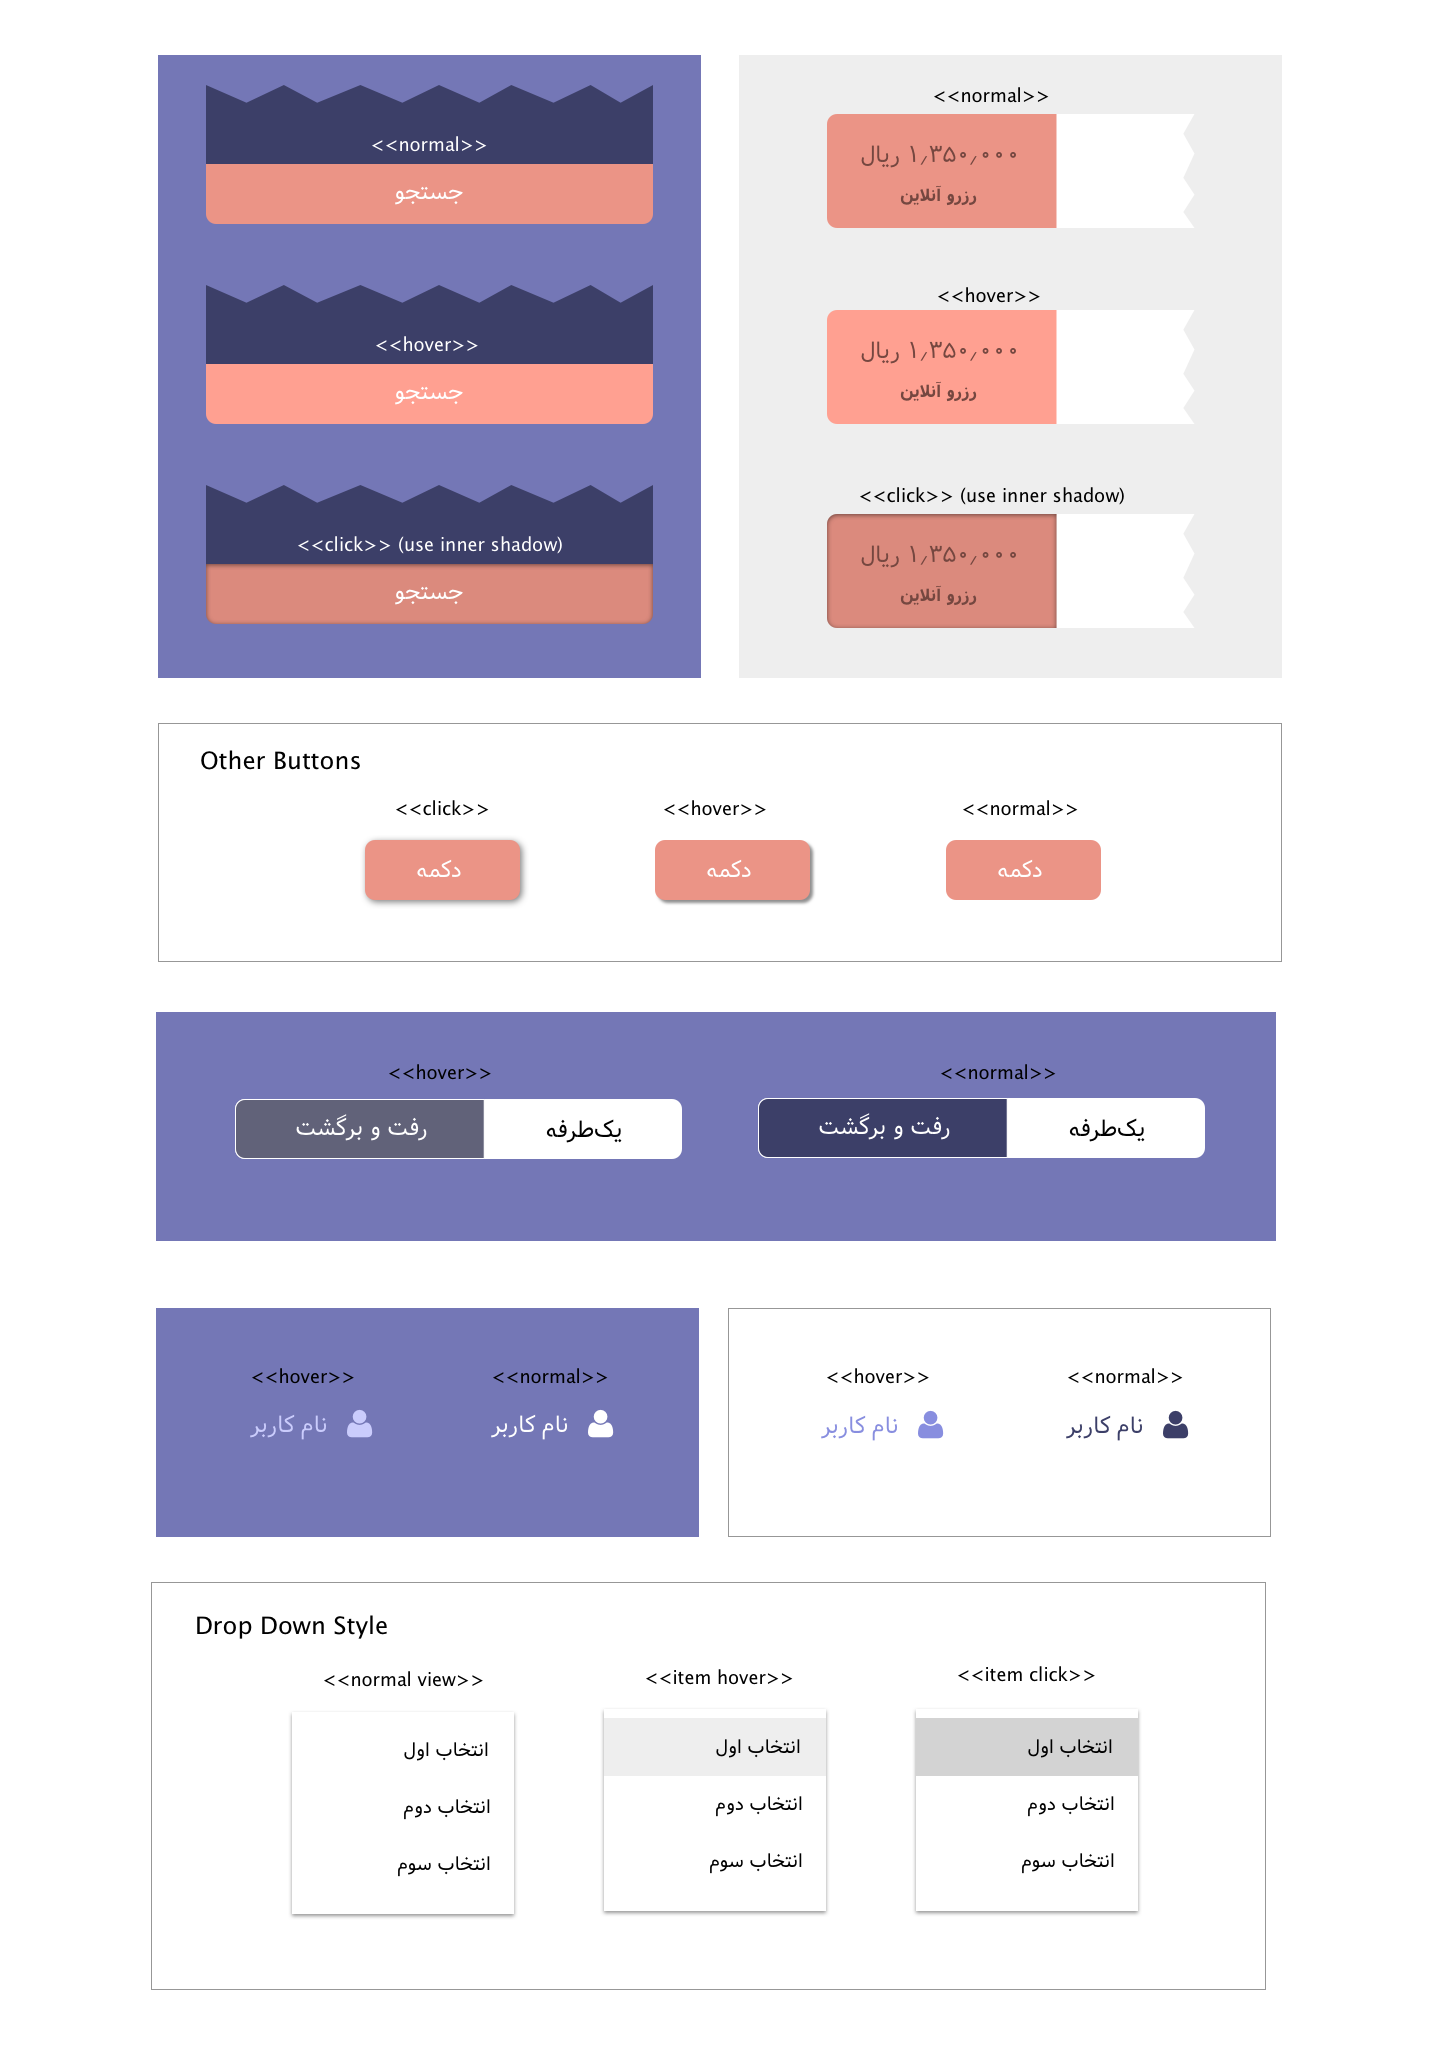 <<normal>>
جستجو
<<hover>>
جستجو
<<click>> (use inner shadow)
جستجو
<<normal>>
۱٫۳۵۰٫۰۰۰ ریال
رزرو آنلاین
<<hover>>
۱٫۳۵۰٫۰۰۰ ریال
رزرو آنلاین
<<click>> (use inner shadow)
۱٫۳۵۰٫۰۰۰ ریال
رزرو آنلاین
Other Buttons
<<click>>
<<hover>>
<<normal>>
دکمه
دکمه
دکمه
<<hover>>
<<normal>>
رفت و برگشت
یک‌طرفه
رفت و برگشت
یک‌طرفه
<<hover>>
<<normal>>
نام کاربر
نام کاربر
<<hover>>
<<normal>>
نام کاربر
نام کاربر
Drop Down Style
<<normal view>>
انتخاب اول
انتخاب دوم
انتخاب سوم
<<item hover>>
انتخاب اول
انتخاب دوم
انتخاب سوم
<<item click>>
انتخاب اول
انتخاب دوم
انتخاب سوم